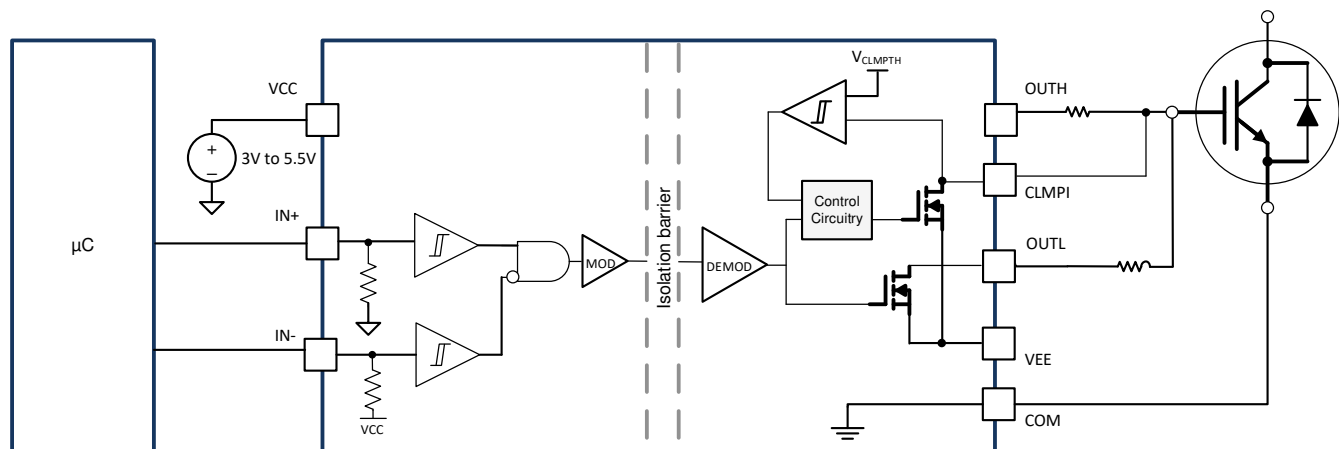 µC
VCC
+
−
3V to 5.5V
IN+
IN-
VCC
MOD
Isolation barrier
DEMOD
VCLMPTH
Control
Circuitry
OUTH
CLMPI
OUTL
VEE
COM